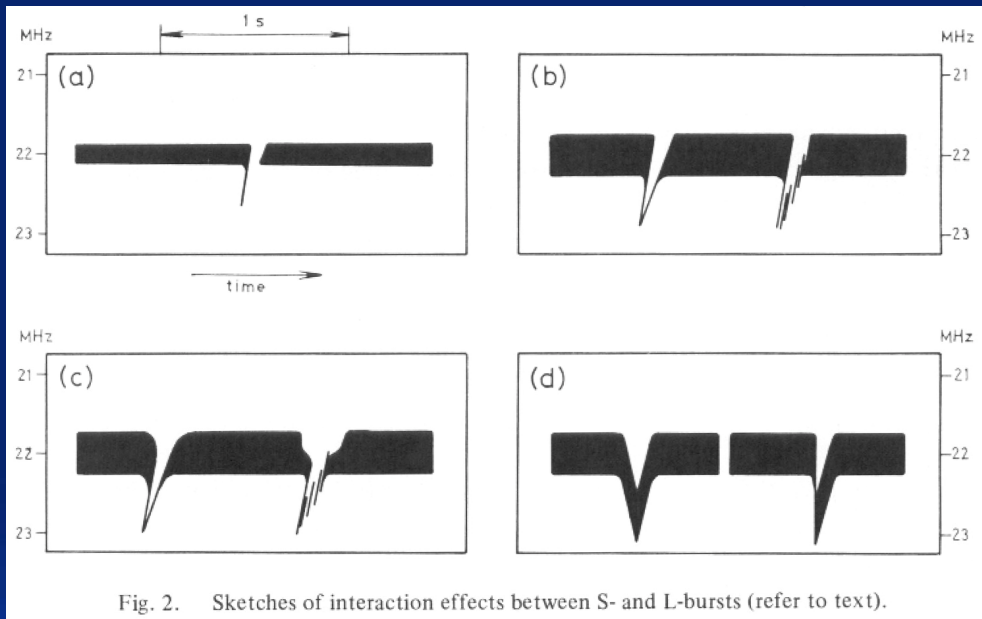 1 s
MHz
MHz
(a)
21
22
23
time
(b)
21
22
23
MHz
MHz
(c)
21
22
23
(d)
21
22
23
Fig. 2. Sketches of interaction effects between S- and L-bursts (refer to text).